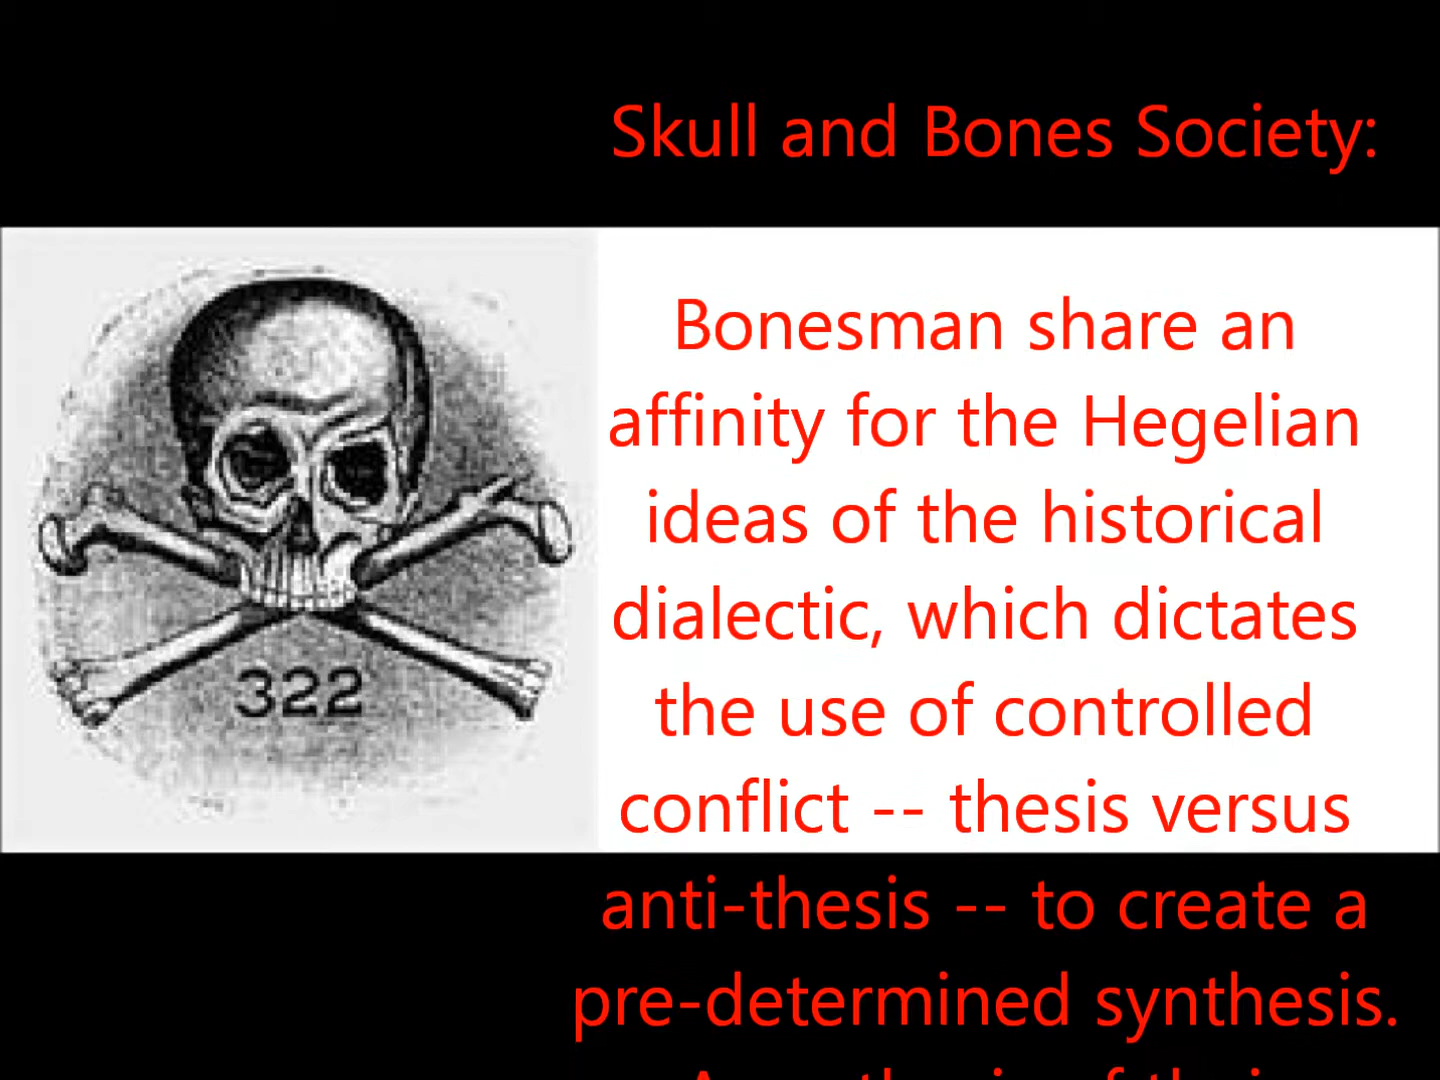 Skull and Bones Society:
Bonesman share an
affinity for the Hegelian
ideas of the historical
dialectic, which dictates
the use of controlled
conflict -- thesis versus
anti-thesis -- to create a
pre-determined synthesis.
322